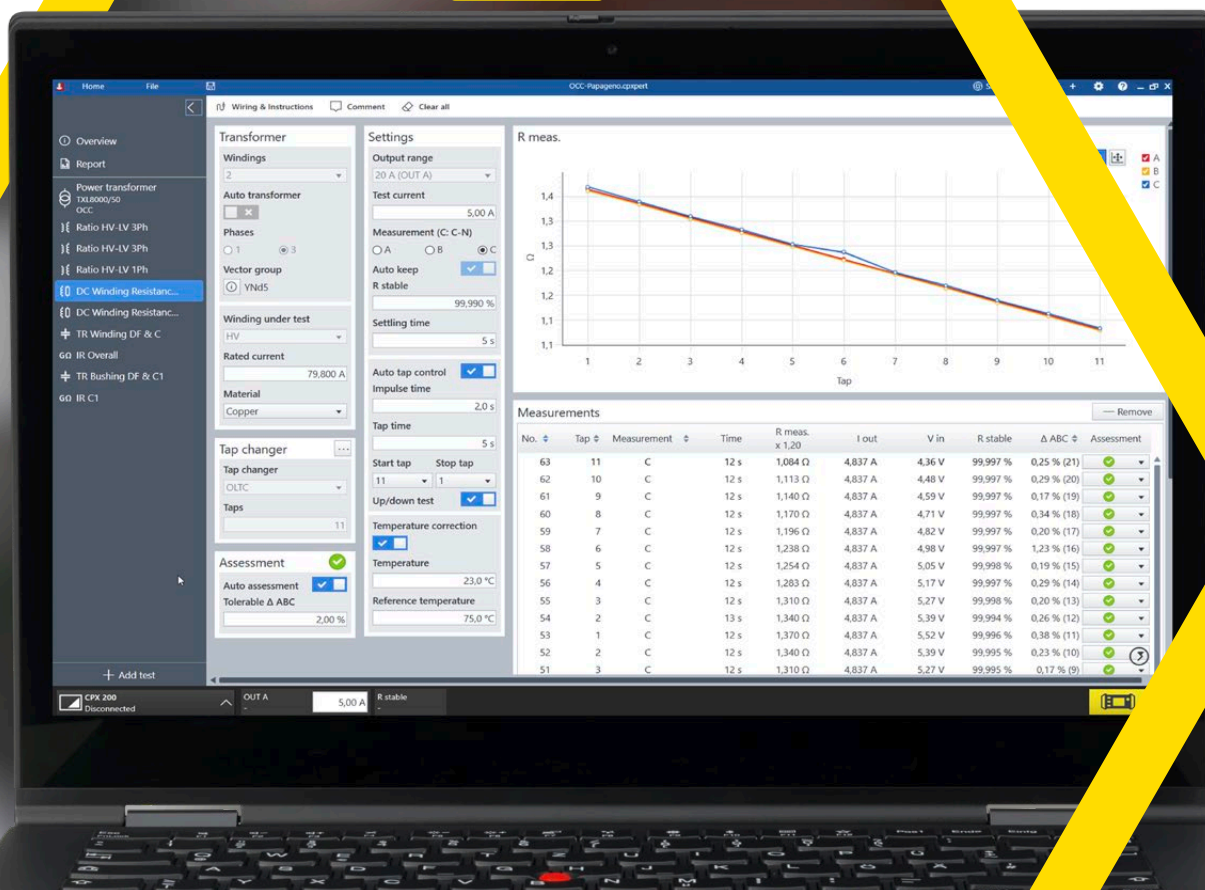 Home File OCC-Papageno.cpxpert
Wiring & Instructions Comment Clear all
Overview
Report
Power transformer
TXL8000/50
OCC
Ratio HV-LV 3Ph
Ratio HV-LV 3Ph
Ratio HV-LV 1Ph
DC Winding Resistanc...
DC Winding Resistanc...
TR Winding DF & C
GΩ IR Overall
TR Bushing DF & C1
GΩ IR C1
+ Add test
Transformer
Windings
2
Auto transformer
Phases
1 3
Vector group
YNd5
Winding under test
HV
Rated current
79,800 A
Material
Copper
Tap changer ...
Tap changer
OLTC
Taps
11
Assessment
Auto assessment
Tolerable Δ ABC
2,00 %
Settings
Output range
20 A (OUT A)
Test current
5,00 A
Measurement (C: C-N)
A B C
Auto keep
R stable
99,990 %
Settling time
5 s
Auto tap control
Impulse time
2,0 s
Tap time
5 s
Start tap Stop tap
11 1
Up/down test
Temperature correction
Temperature
23,0 °C
Reference temperature
75,0 °C
R meas.
A
B
C
Ω
1,4
1,3
1,3
1,2
1,2
1,1
1,1
1 2 3 4 5 6 7 8 9 10 11
Tap
Measurements — Remove
No. Tap Measurement Time R meas. x 1,20 I out V in R stable Δ ABC Assessment
63 11 C 12 s 1,084 Ω 4,837 A 4,36 V 99,997 % 0,25 % (21)
62 10 C 12 s 1,113 Ω 4,837 A 4,48 V 99,997 % 0,29 % (20)
61 9 C 12 s 1,140 Ω 4,837 A 4,59 V 99,997 % 0,17 % (19)
60 8 C 12 s 1,170 Ω 4,837 A 4,71 V 99,997 % 0,34 % (18)
59 7 C 12 s 1,196 Ω 4,837 A 4,82 V 99,997 % 0,20 % (17)
58 6 C 12 s 1,238 Ω 4,837 A 4,98 V 99,997 % 1,23 % (16)
57 5 C 12 s 1,254 Ω 4,837 A 5,05 V 99,998 % 0,19 % (15)
56 4 C 12 s 1,283 Ω 4,837 A 5,17 V 99,997 % 0,29 % (14)
55 3 C 12 s 1,310 Ω 4,837 A 5,27 V 99,998 % 0,20 % (13)
54 2 C 13 s 1,340 Ω 4,837 A 5,39 V 99,994 % 0,26 % (12)
53 1 C 12 s 1,370 Ω 4,837 A 5,52 V 99,996 % 0,38 % (11)
52 2 C 12 s 1,340 Ω 4,837 A 5,39 V 99,995 % 0,23 % (10)
51 3 C 12 s 1,310 Ω 4,837 A 5,27 V 99,995 % 0,17 % (9)
CPX 200
Disconnected
OUT A
-
5,00 A
R stable
-